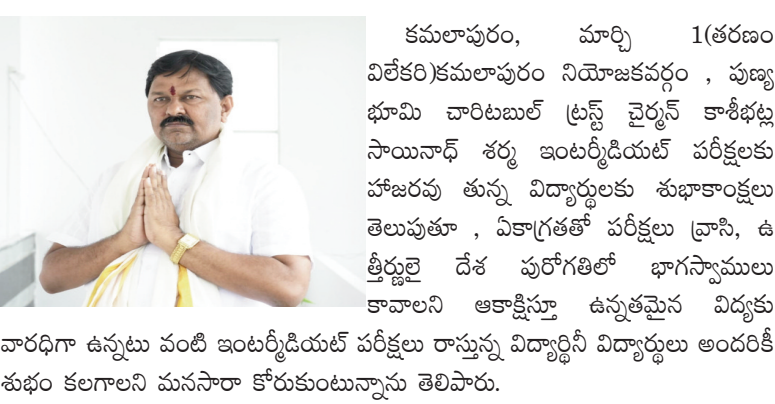 కమలాపురం, మార్చి 1(తరణం
విలేకరి)కమలాపురం నియోజకవర్గం , పుణ్య
భూమి చారిటబుల్ ట్రస్ట్ చైర్మన్ కాశీభట్ల
సాయినాధ్ శర్మ ఇంటర్మీడియట్ పరీక్షలకు
హాజరవు తున్న విద్యార్థులకు శుభాకాంక్షలు
తెలుపుతూ , ఏకాగ్రతతో పరీక్షలు వ్రాసి, ఉ
త్తీర్ణులై దేశ పురోగతిలో భాగస్వాములు
కావాలని ఆకాక్షిస్తూ ఉన్నతమైన విద్యకు
వారధిగా ఉన్నటు వంటి ఇంటర్మీడియట్ పరీక్షలు రాస్తున్న విద్యార్థినీ విద్యార్థులు అందరికీ
శుభం కలగాలని మనసారా కోరుకుంటున్నాను తెలిపారు.